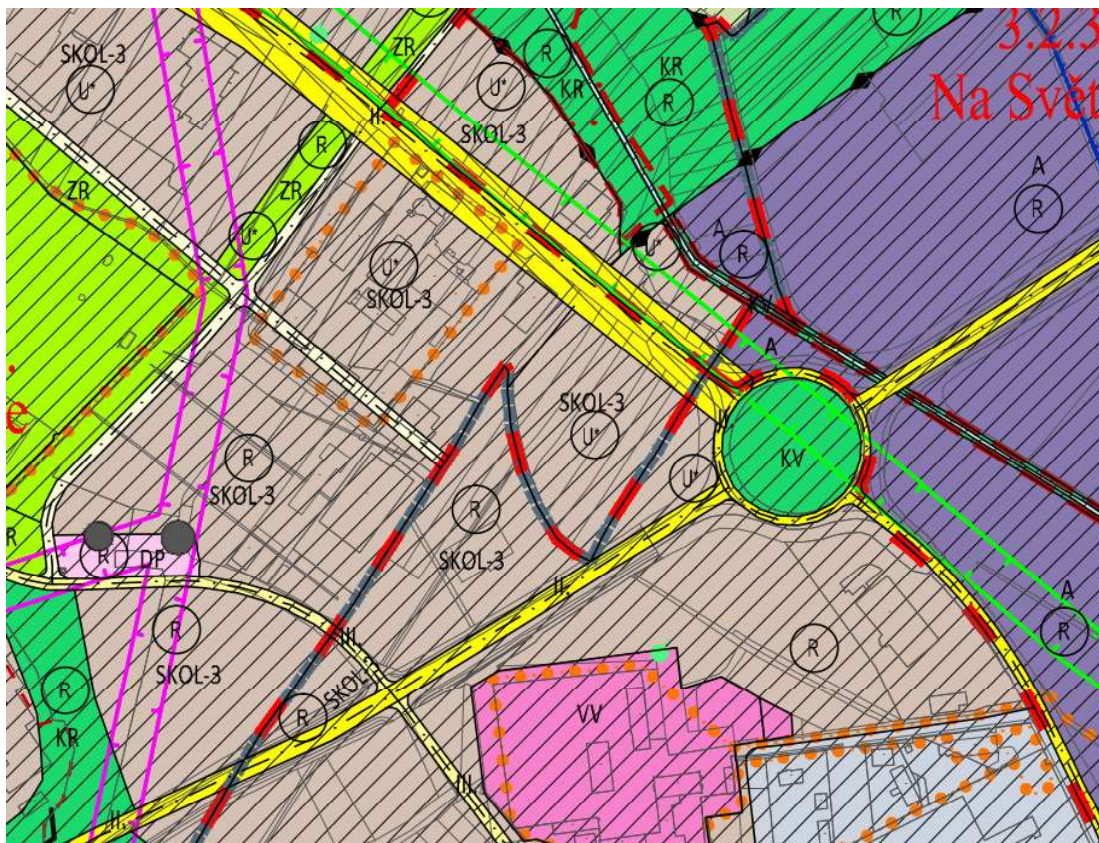 3.2.3
Na Svět
ZR
R
SKOL-3
U*
KR
R
KR
R
U*
SKOL-3
II.
R
ZR
A
R
ZR
U*
U*
A
R
U*
SKOL-3
e
A
SKOL-3
U*
KV
R
SKOL-3
U*
R
SKOL-3
R
R
DP
II.
A
R
R
SKOL-3
III.
R
R
SKOL-
R
KR
VV
III.
II.
II.